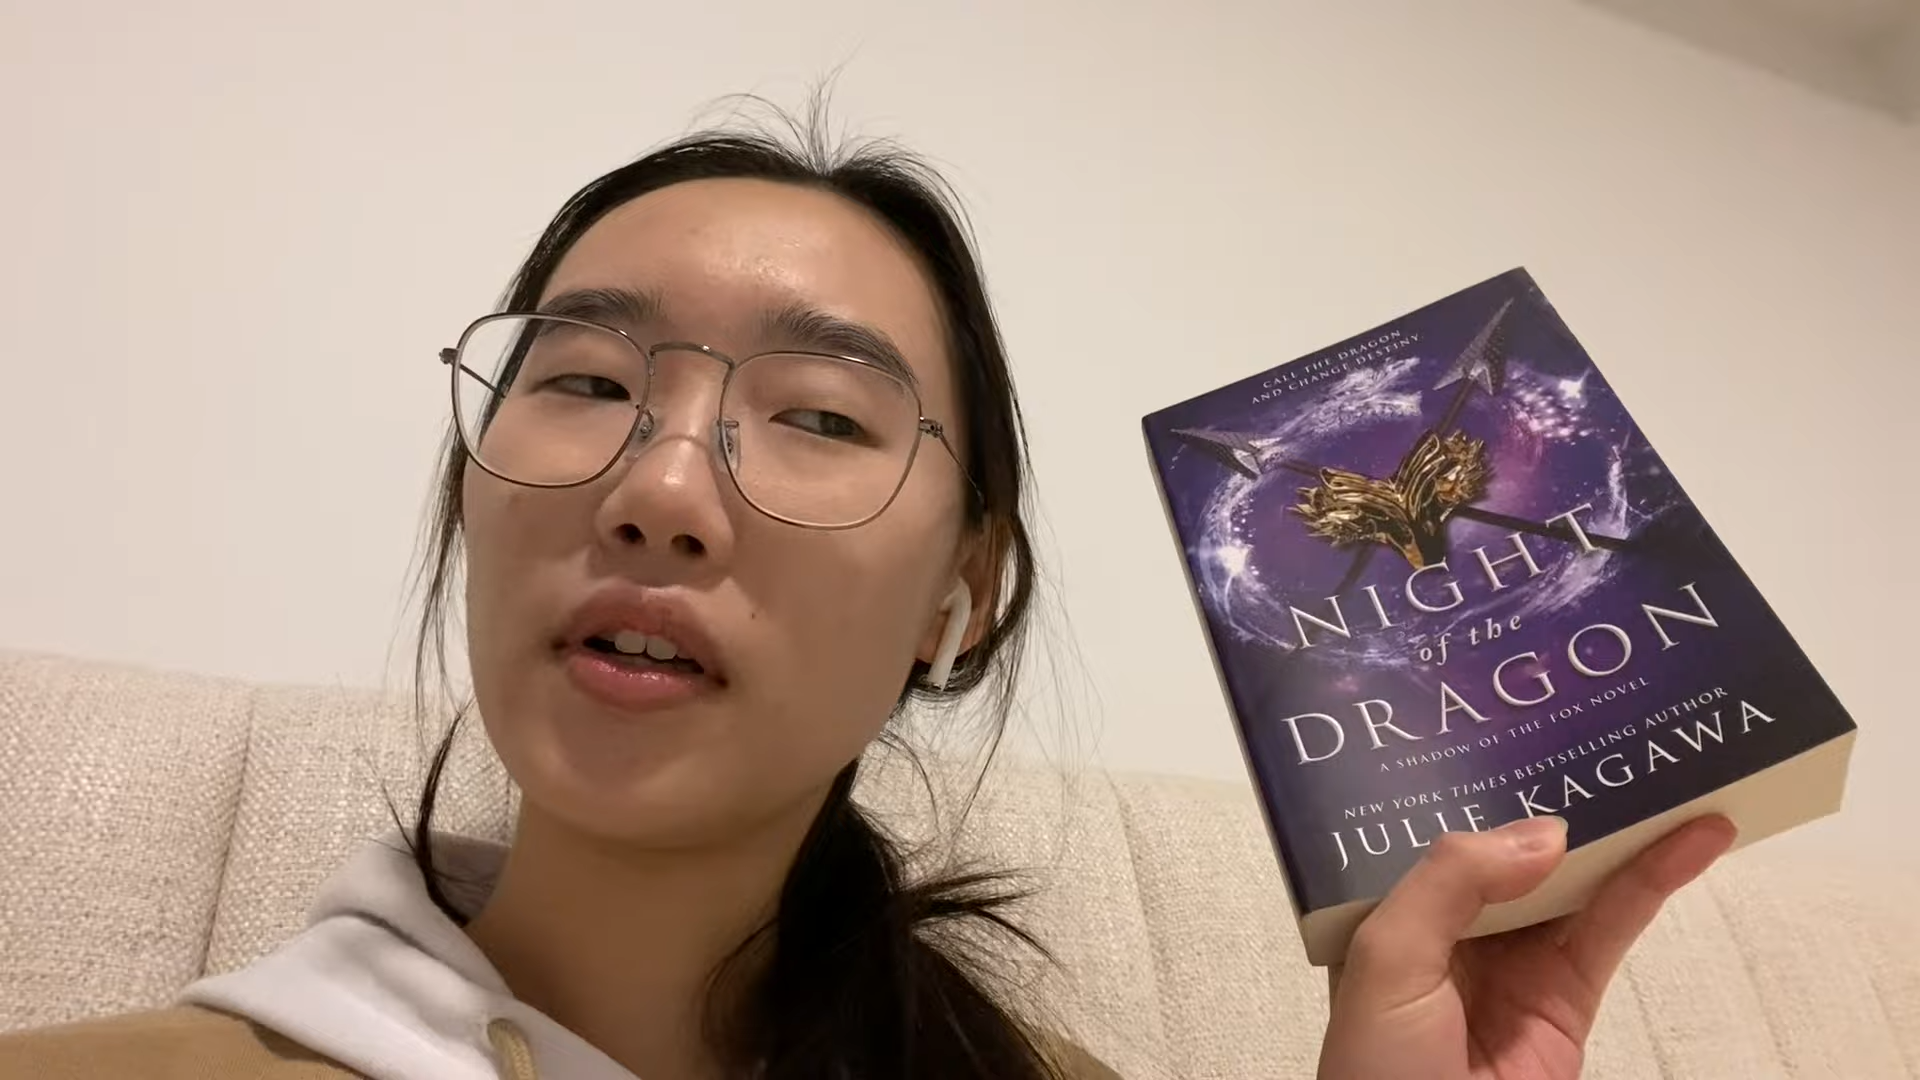 CALL THE DRAGON
AND CHANGE DESTINY
NIGHT
of the
DRAGON
A SHADOW OF THE FOX NOVEL
NEW YORK TIMES BESTSELLING AUTHOR
JULIE KAGAWA